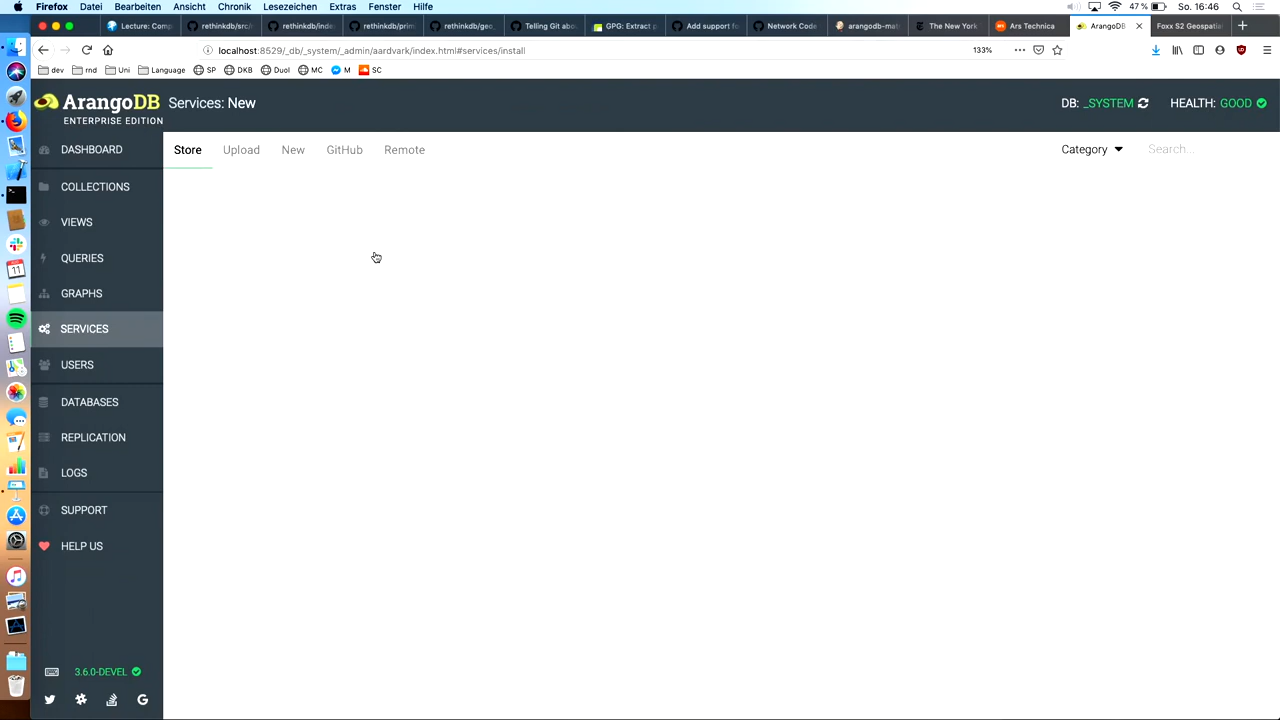 Firefox Datei Bearbeiten Ansicht Chronik Lesezeichen Extras Fenster Hilfe 47 % So. 16:46
Lecture: Comp rethinkdb/src/ rethinkdb/inde rethinkdb/prim rethinkdb/geo_ Telling Git abou GPG: Extract p Add support fo Network Code arangodb-mat The New York Ars Technica ArangoDB Foxx S2 Geospatial
localhost:8529/_db/_system/_admin/aardvark/index.html#services/install 133%
dev rnd Uni Language SP DKB Duol MC M SC
ArangoDB Services: New DB: _SYSTEM HEALTH: GOOD
ENTERPRISE EDITION
DASHBOARD Store Upload New GitHub Remote Category Search...
COLLECTIONS
VIEWS
QUERIES
GRAPHS
SERVICES
USERS
DATABASES
REPLICATION
LOGS
SUPPORT
HELP US
3.6.0-DEVEL